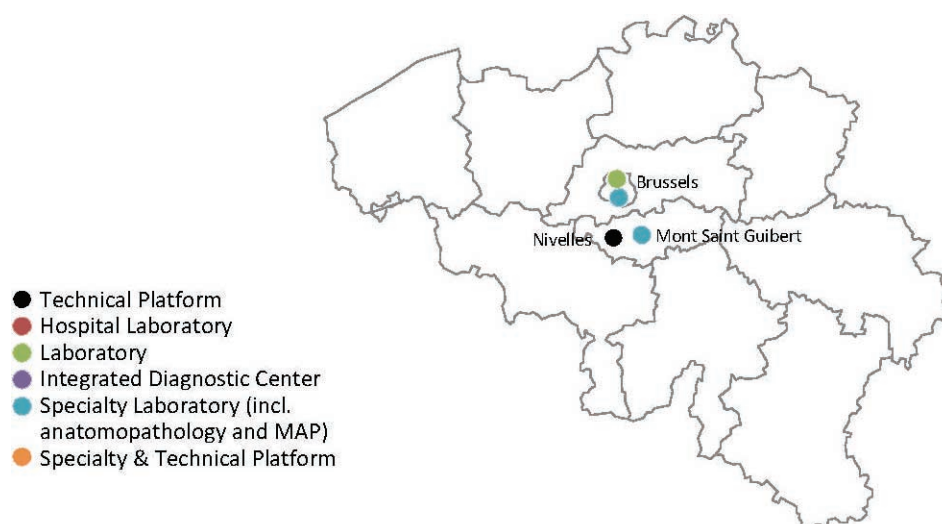 Brussels
Nivelles
Mont Saint Guibert
Technical Platform
Hospital Laboratory
Laboratory
Integrated Diagnostic Center
Specialty Laboratory (incl.
anatomopathology and MAP)
Specialty & Technical Platform